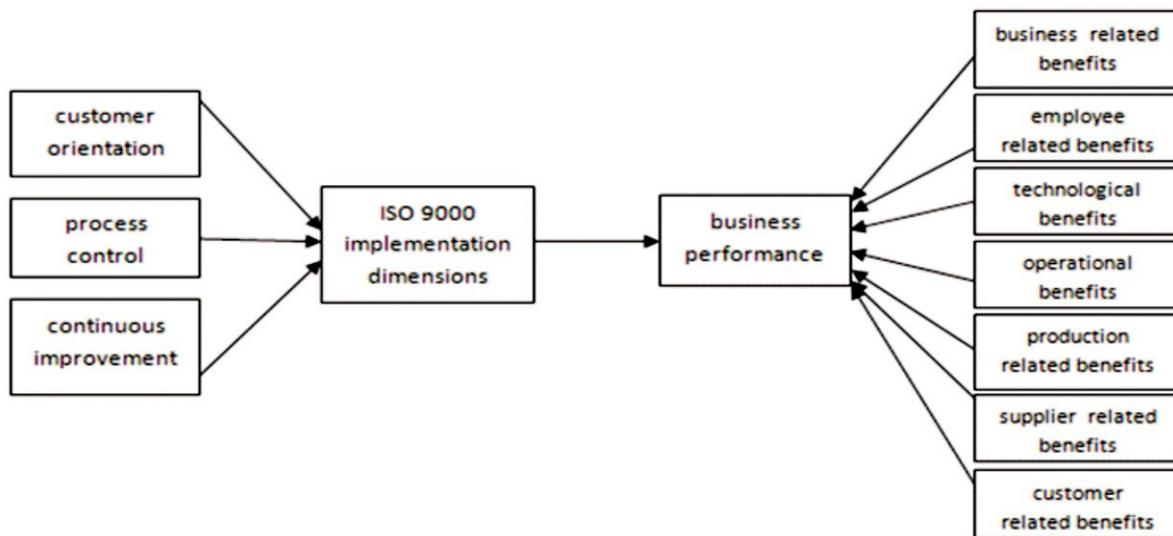 customer
orientation
process
control
continuous
improvement
ISO 9000
implementation
dimensions
business
performance
business related
benefits
employee
related benefits
technological
benefits
operational
benefits
production
related benefits
supplier related
benefits
customer
related benefits